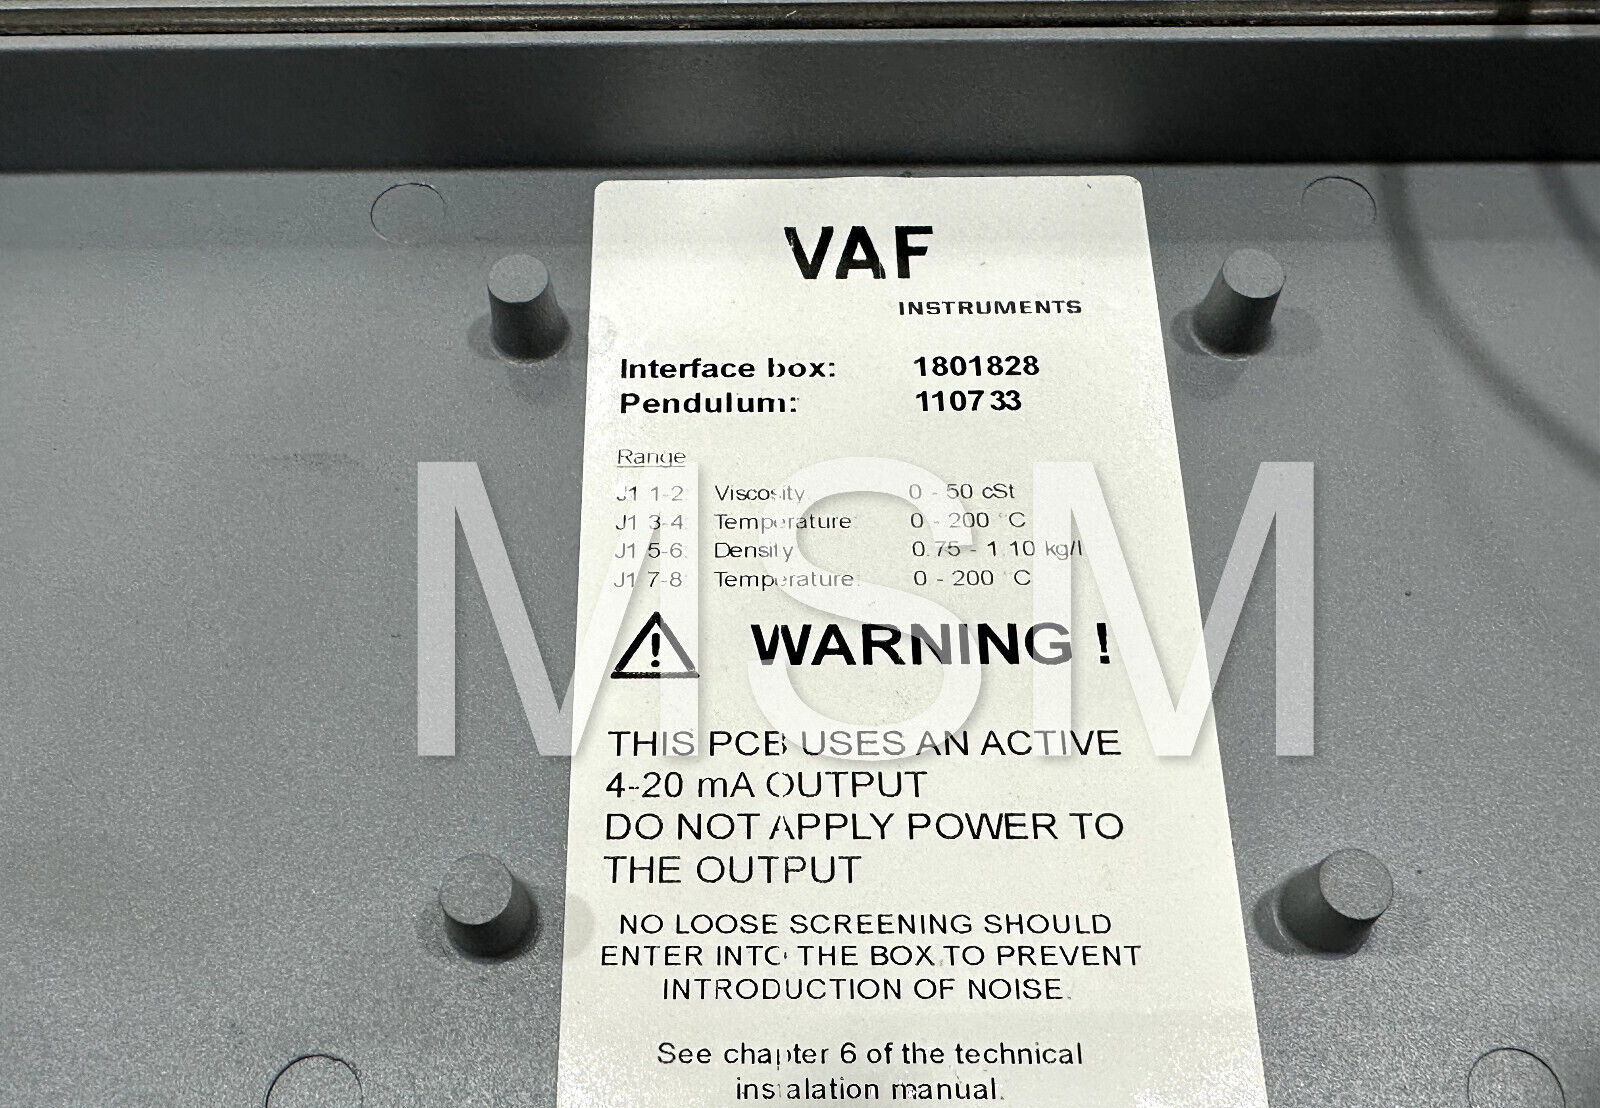 VAF
INSTRUMENTS
Interface box: 1801828
Pendulum: 110733
Range
J1 1-2: Viscosity 0 - 50 cSt
J1 3-4: Temperature: 0 - 200 °C
J1 5-6: Density 0.75 - 1.10 kg/l
J1 7-8: Temperature: 0 - 200 °C
WARNING !
MSM
THIS PCB USES AN ACTIVE
4-20 mA OUTPUT
DO NOT APPLY POWER TO
THE OUTPUT
NO LOOSE SCREENING SHOULD
ENTER INTO THE BOX TO PREVENT
INTRODUCTION OF NOISE.
See chapter 6 of the technical
instalation manual.